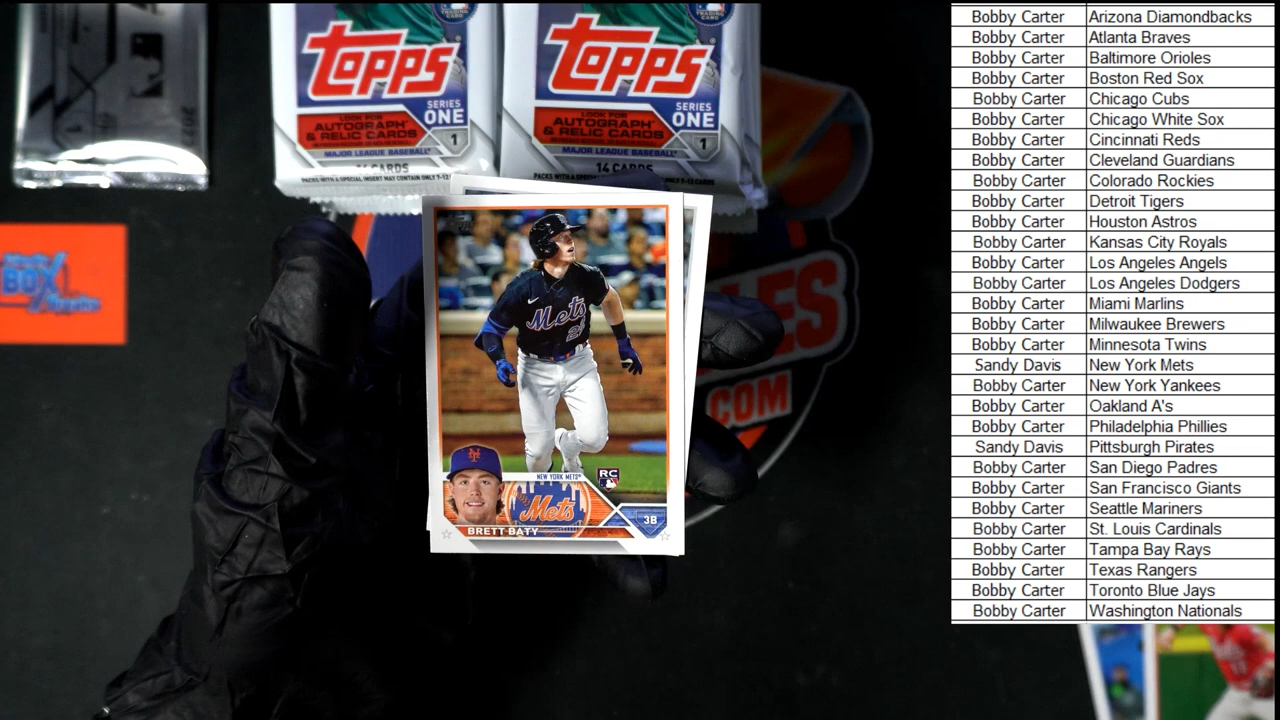 TOPPS
SERIES
ONE
LOOK FOR
AUTOGRAPH
& RELIC CARDS
1
MAJOR LEAGUE BASEBALL
14 CARDS
TOPPS
SERIES
ONE
LOOK FOR
AUTOGRAPH
& RELIC CARDS
1
MAJOR LEAGUE BASEBALL
14 CARDS
BOX
.COM
Mets
NEW YORK METS
RC
Mets
3B
BRETT BATY
Bobby Carter Arizona Diamondbacks
Bobby Carter Atlanta Braves
Bobby Carter Baltimore Orioles
Bobby Carter Boston Red Sox
Bobby Carter Chicago Cubs
Bobby Carter Chicago White Sox
Bobby Carter Cincinnati Reds
Bobby Carter Cleveland Guardians
Bobby Carter Colorado Rockies
Bobby Carter Detroit Tigers
Bobby Carter Houston Astros
Bobby Carter Kansas City Royals
Bobby Carter Los Angeles Angels
Bobby Carter Los Angeles Dodgers
Bobby Carter Miami Marlins
Bobby Carter Milwaukee Brewers
Bobby Carter Minnesota Twins
Sandy Davis New York Mets
Bobby Carter New York Yankees
Bobby Carter Oakland A's
Bobby Carter Philadelphia Phillies
Sandy Davis Pittsburgh Pirates
Bobby Carter San Diego Padres
Bobby Carter San Francisco Giants
Bobby Carter Seattle Mariners
Bobby Carter St. Louis Cardinals
Bobby Carter Tampa Bay Rays
Bobby Carter Texas Rangers
Bobby Carter Toronto Blue Jays
Bobby Carter Washington Nationals